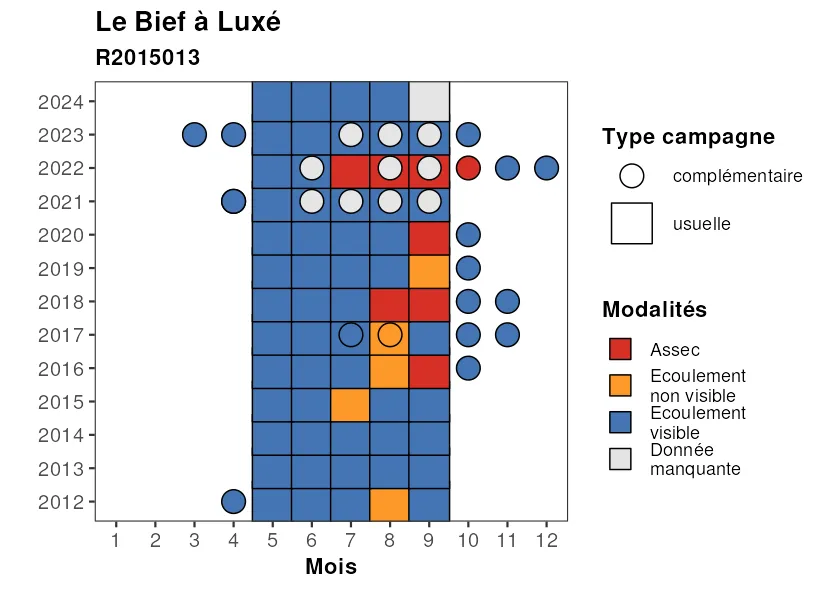 Le Bief à Luxé
R2015013
2024
2023
2022
2021
2020
2019
2018
2017
2016
2015
2014
2013
2012
1 2 3 4 5 6 7 8 9 10 11 12
Mois
Type campagne
complémentaire
usuelle
Modalités
Assec
Ecoulement
non visible
Ecoulement
visible
Donnée
manquante